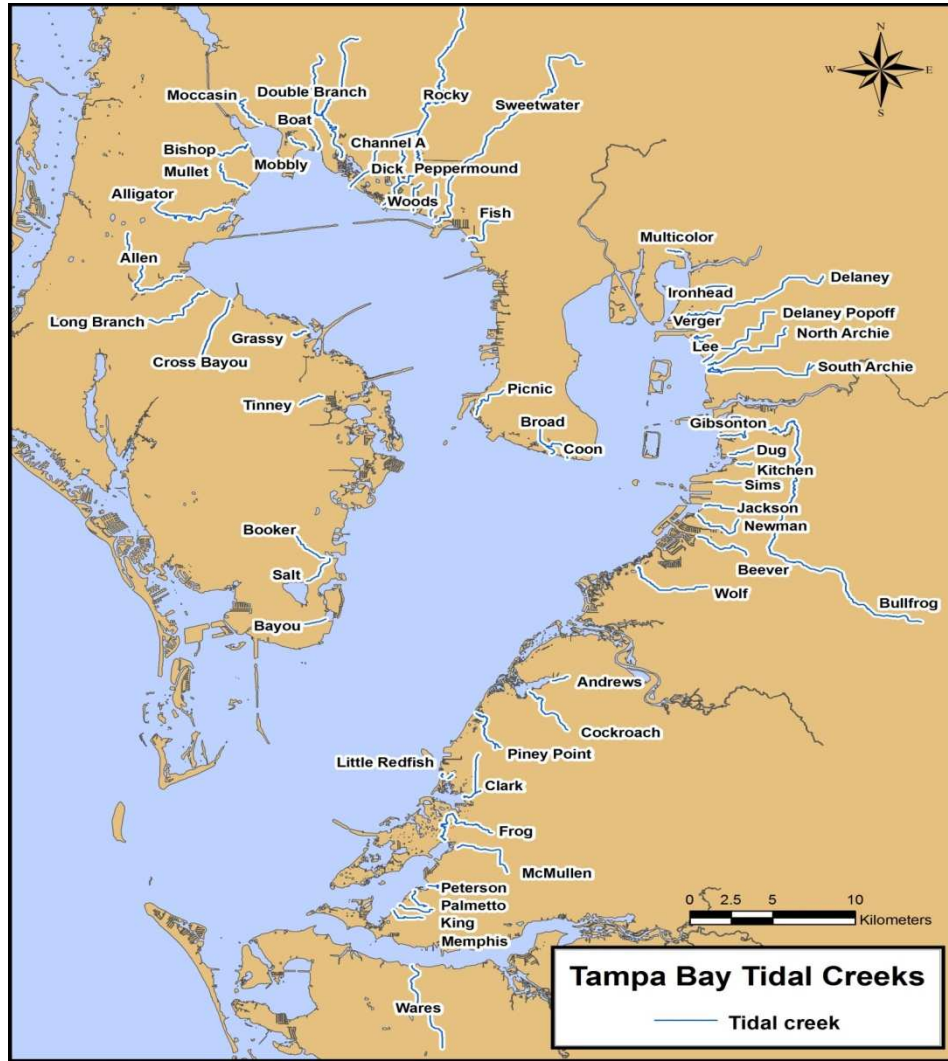 N
W
E
S
Moccasin
Double Branch
Boat
Rocky
Sweetwater
Bishop
Mullet
Mobbly
Channel A
Dick
Peppermound
Alligator
Woods
Fish
Allen
Multicolor
Long Branch
Ironhead
Delaney
Grassy
Verger
Delaney Popoff
Cross Bayou
Lee
North Archie
South Archie
Tinney
Picnic
Broad
Coon
Gibsonton
Dug
Kitchen
Sims
Jackson
Newman
Booker
Salt
Beever
Wolf
Bullfrog
Bayou
Andrews
Cockroach
Piney Point
Little Redfish
Clark
Frog
McMullen
Peterson
Palmetto
King
Memphis
0 2.5 5 10
Kilometers
Wares
Tampa Bay Tidal Creeks
Tidal creek